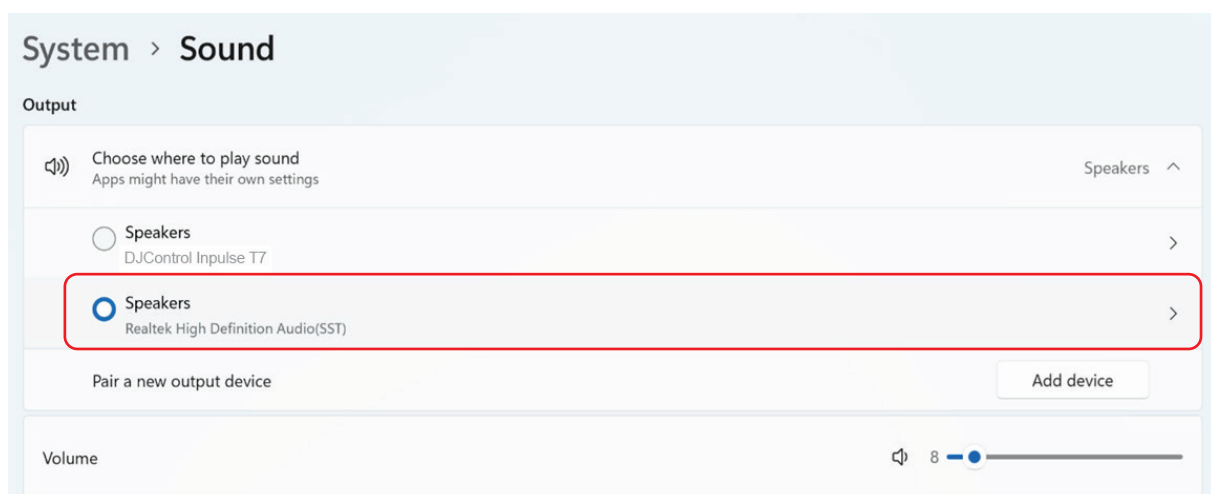 System > Sound
Output
Choose where to play sound
Apps might have their own settings
Speakers
Speakers
DJControl Inpulse T7
Speakers
Realtek High Definition Audio(SST)
Pair a new output device
Add device
Volume
8